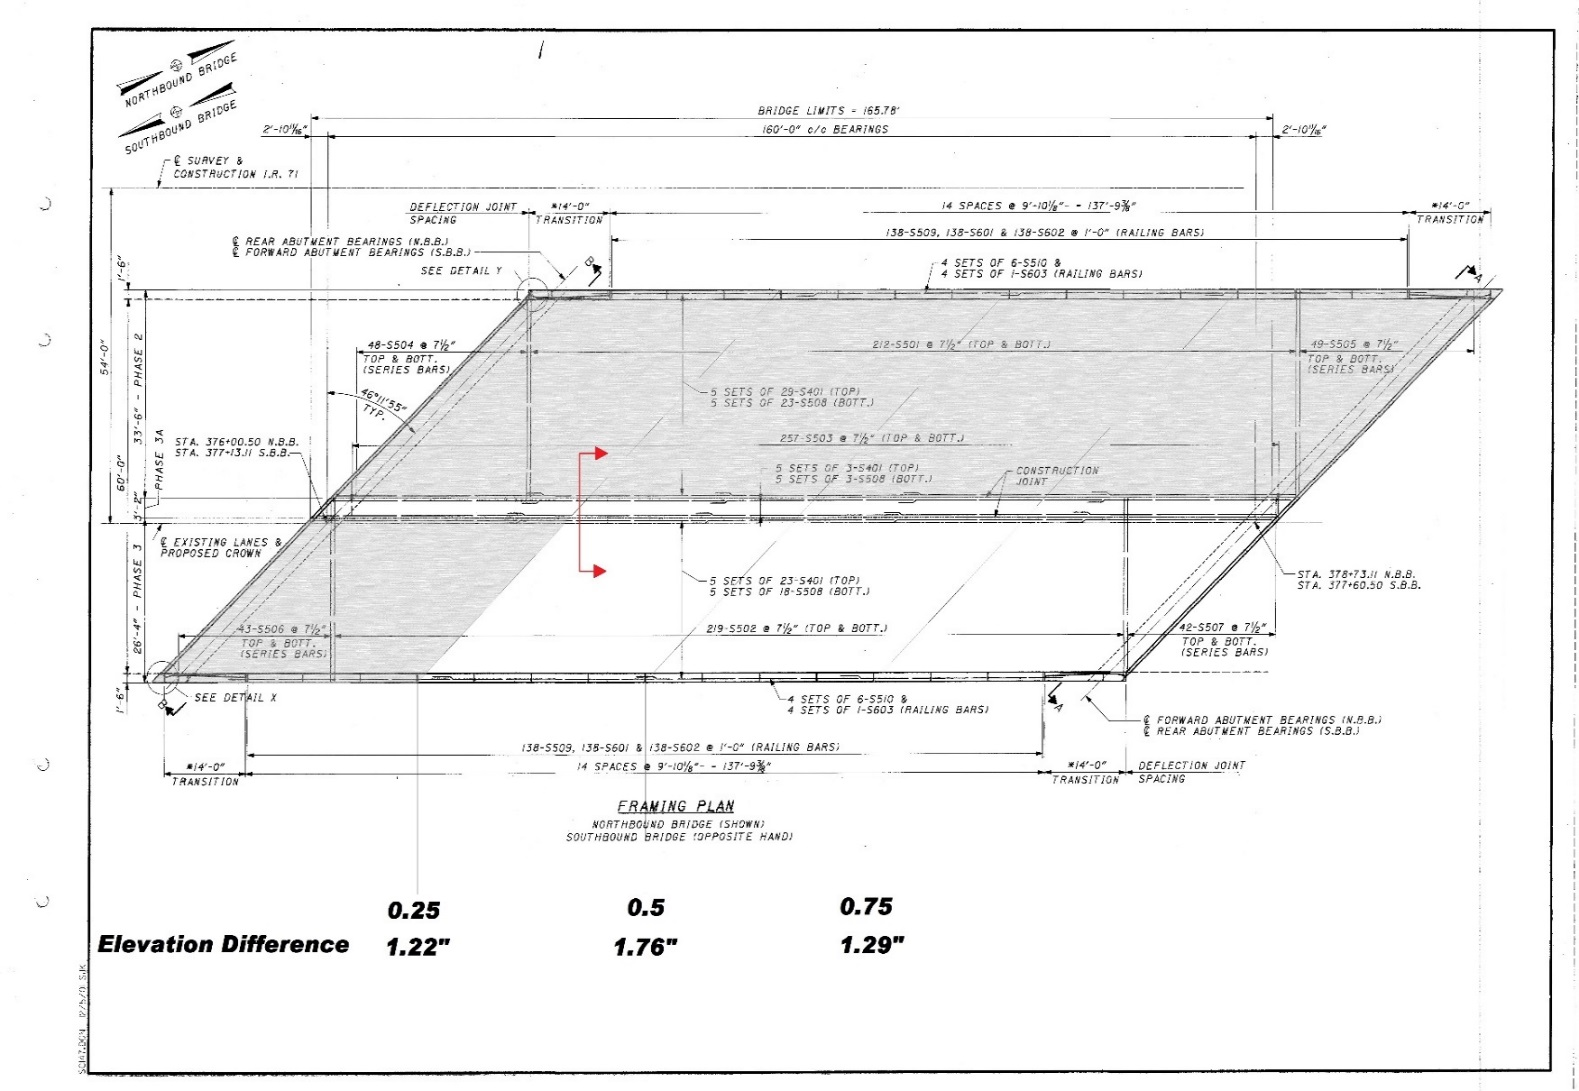 NORTHBOUND BRIDGE
SOUTHBOUND BRIDGE
BRIDGE LIMITS = 165.78'
2'-10 11/16"
160'-0" c/c BEARINGS
2'-10 11/16"
℄ SURVEY &
CONSTRUCTION I.R. 71
DEFLECTION JOINT
SPACING
*14'-0"
TRANSITION
14 SPACES @ 9'-10 1/8"- = 137'-9 3/8"
*14'-0"
TRANSITION
138-S509, 138-S601 & 138-S602 @ 1'-0" (RAILING BARS)
℄ REAR ABUTMENT BEARINGS (N.B.B.)
℄ FORWARD ABUTMENT BEARINGS (S.B.B.)
SEE DETAIL Y
B
4 SETS OF 6-S510 &
4 SETS OF 1-S603 (RAILING BARS)
A
1'-6"
54'-0"
33'-6" - PHASE 2
48-S504 @ 7½"
TOP & BOTT.
(SERIES BARS)
212-S501 @ 7½" (TOP & BOTT.)
49-S505 @ 7½"
TOP & BOTT.
(SERIES BARS)
46°11'55"
TYP.
5 SETS OF 29-S401 (TOP)
5 SETS OF 23-S508 (BOTT.)
STA. 376+00.50 N.B.B.
STA. 377+13.11 S.B.B.
257-S503 @ 7½" (TOP & BOTT.)
60'-0"
PHASE 3A
3'-2"
5 SETS OF 3-S401 (TOP)
5 SETS OF 3-S508 (BOTT.)
CONSTRUCTION
JOINT
℄ EXISTING LANES &
PROPOSED CROWN
26'-4" - PHASE 3
5 SETS OF 23-S401 (TOP)
5 SETS OF 18-S508 (BOTT.)
STA. 378+73.11 N.B.B.
STA. 377+60.50 S.B.B.
43-S506 @ 7½"
TOP & BOTT.
(SERIES BARS)
219-S502 @ 7½" (TOP & BOTT.)
42-S507 @ 7½"
TOP & BOTT.
(SERIES BARS)
1'-6"
SEE DETAIL X
B
4 SETS OF 6-S510 &
4 SETS OF 1-S603 (RAILING BARS)
A
℄ FORWARD ABUTMENT BEARINGS (N.B.B.)
℄ REAR ABUTMENT BEARINGS (S.B.B.)
138-S509, 138-S601 & 138-S602 @ 1'-0" (RAILING BARS)
*14'-0"
TRANSITION
14 SPACES @ 9'-10 1/8"- = 137'-9 3/8"
*14'-0"
TRANSITION
DEFLECTION JOINT
SPACING
FRAMING PLAN
NORTHBOUND BRIDGE (SHOWN)
SOUTHBOUND BRIDGE (OPPOSITE HAND)
0.25 0.5 0.75
Elevation Difference 1.22" 1.76" 1.29"